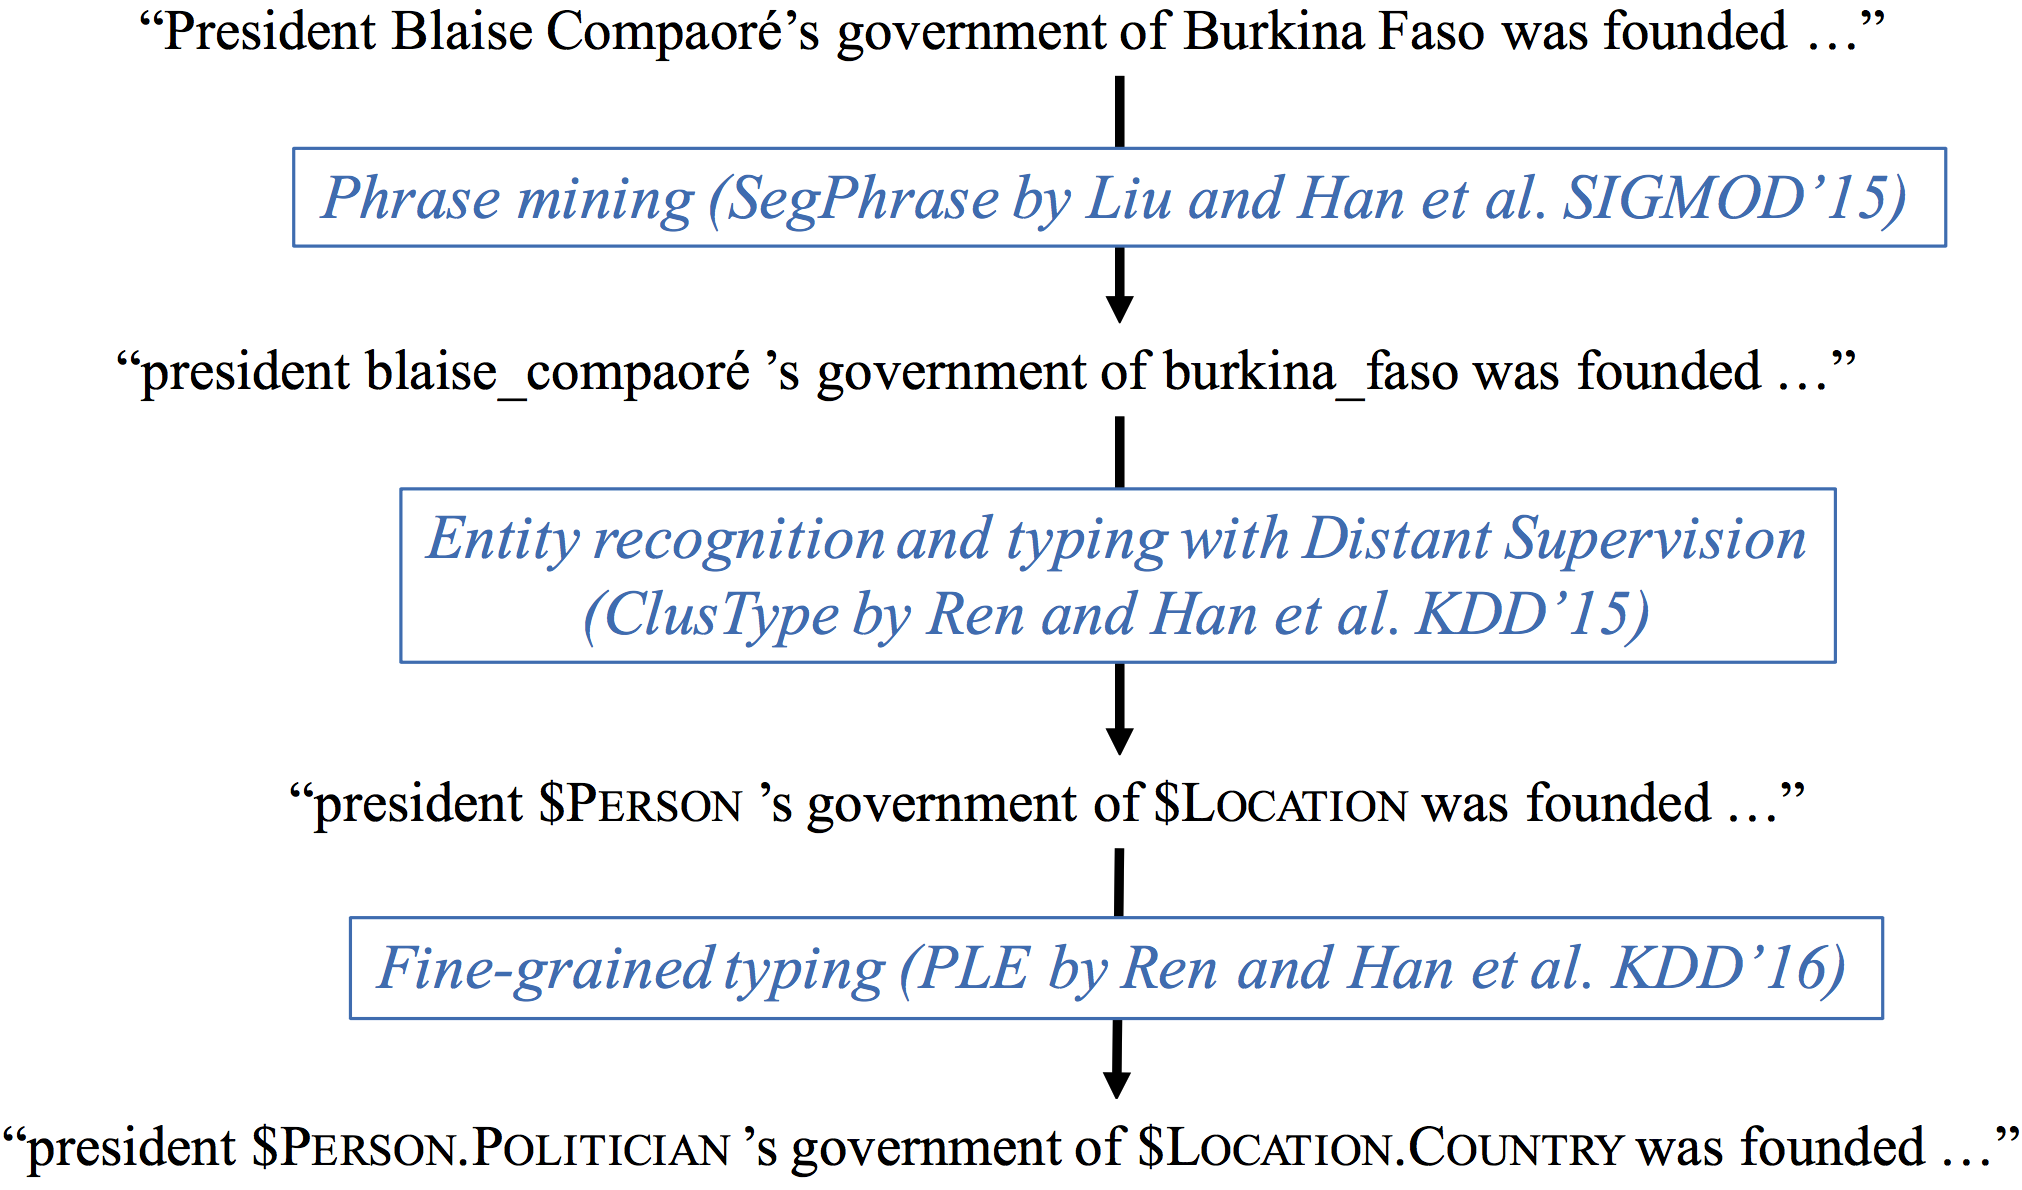 “President Blaise Compaoré’s government of Burkina Faso was founded …”
Phrase mining (SegPhrase by Liu and Han et al. SIGMOD’15)
“president blaise_compaoré ’s government of burkina_faso was founded …”
Entity recognition and typing with Distant Supervision
(ClusType by Ren and Han et al. KDD’15)
“president $PERSON ’s government of $LOCATION was founded …”
Fine-grained typing (PLE by Ren and Han et al. KDD’16)
“president $PERSON.POLITICIAN ’s government of $LOCATION.COUNTRY was founded …”